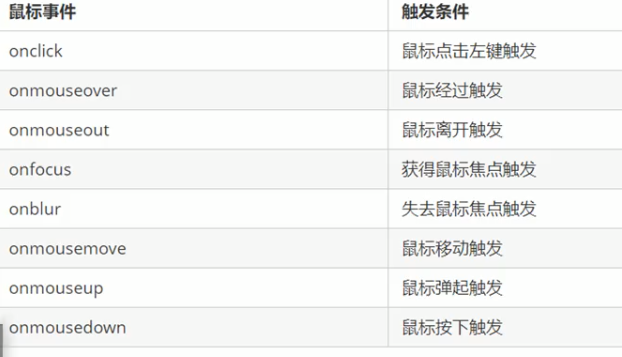 鼠标事件 触发条件
onclick 鼠标点击左键触发
onmouseover 鼠标经过触发
onmouseout 鼠标离开触发
onfocus 获得鼠标焦点触发
onblur 失去鼠标焦点触发
onmousemove 鼠标移动触发
onmouseup 鼠标弹起触发
onmousedown 鼠标按下触发